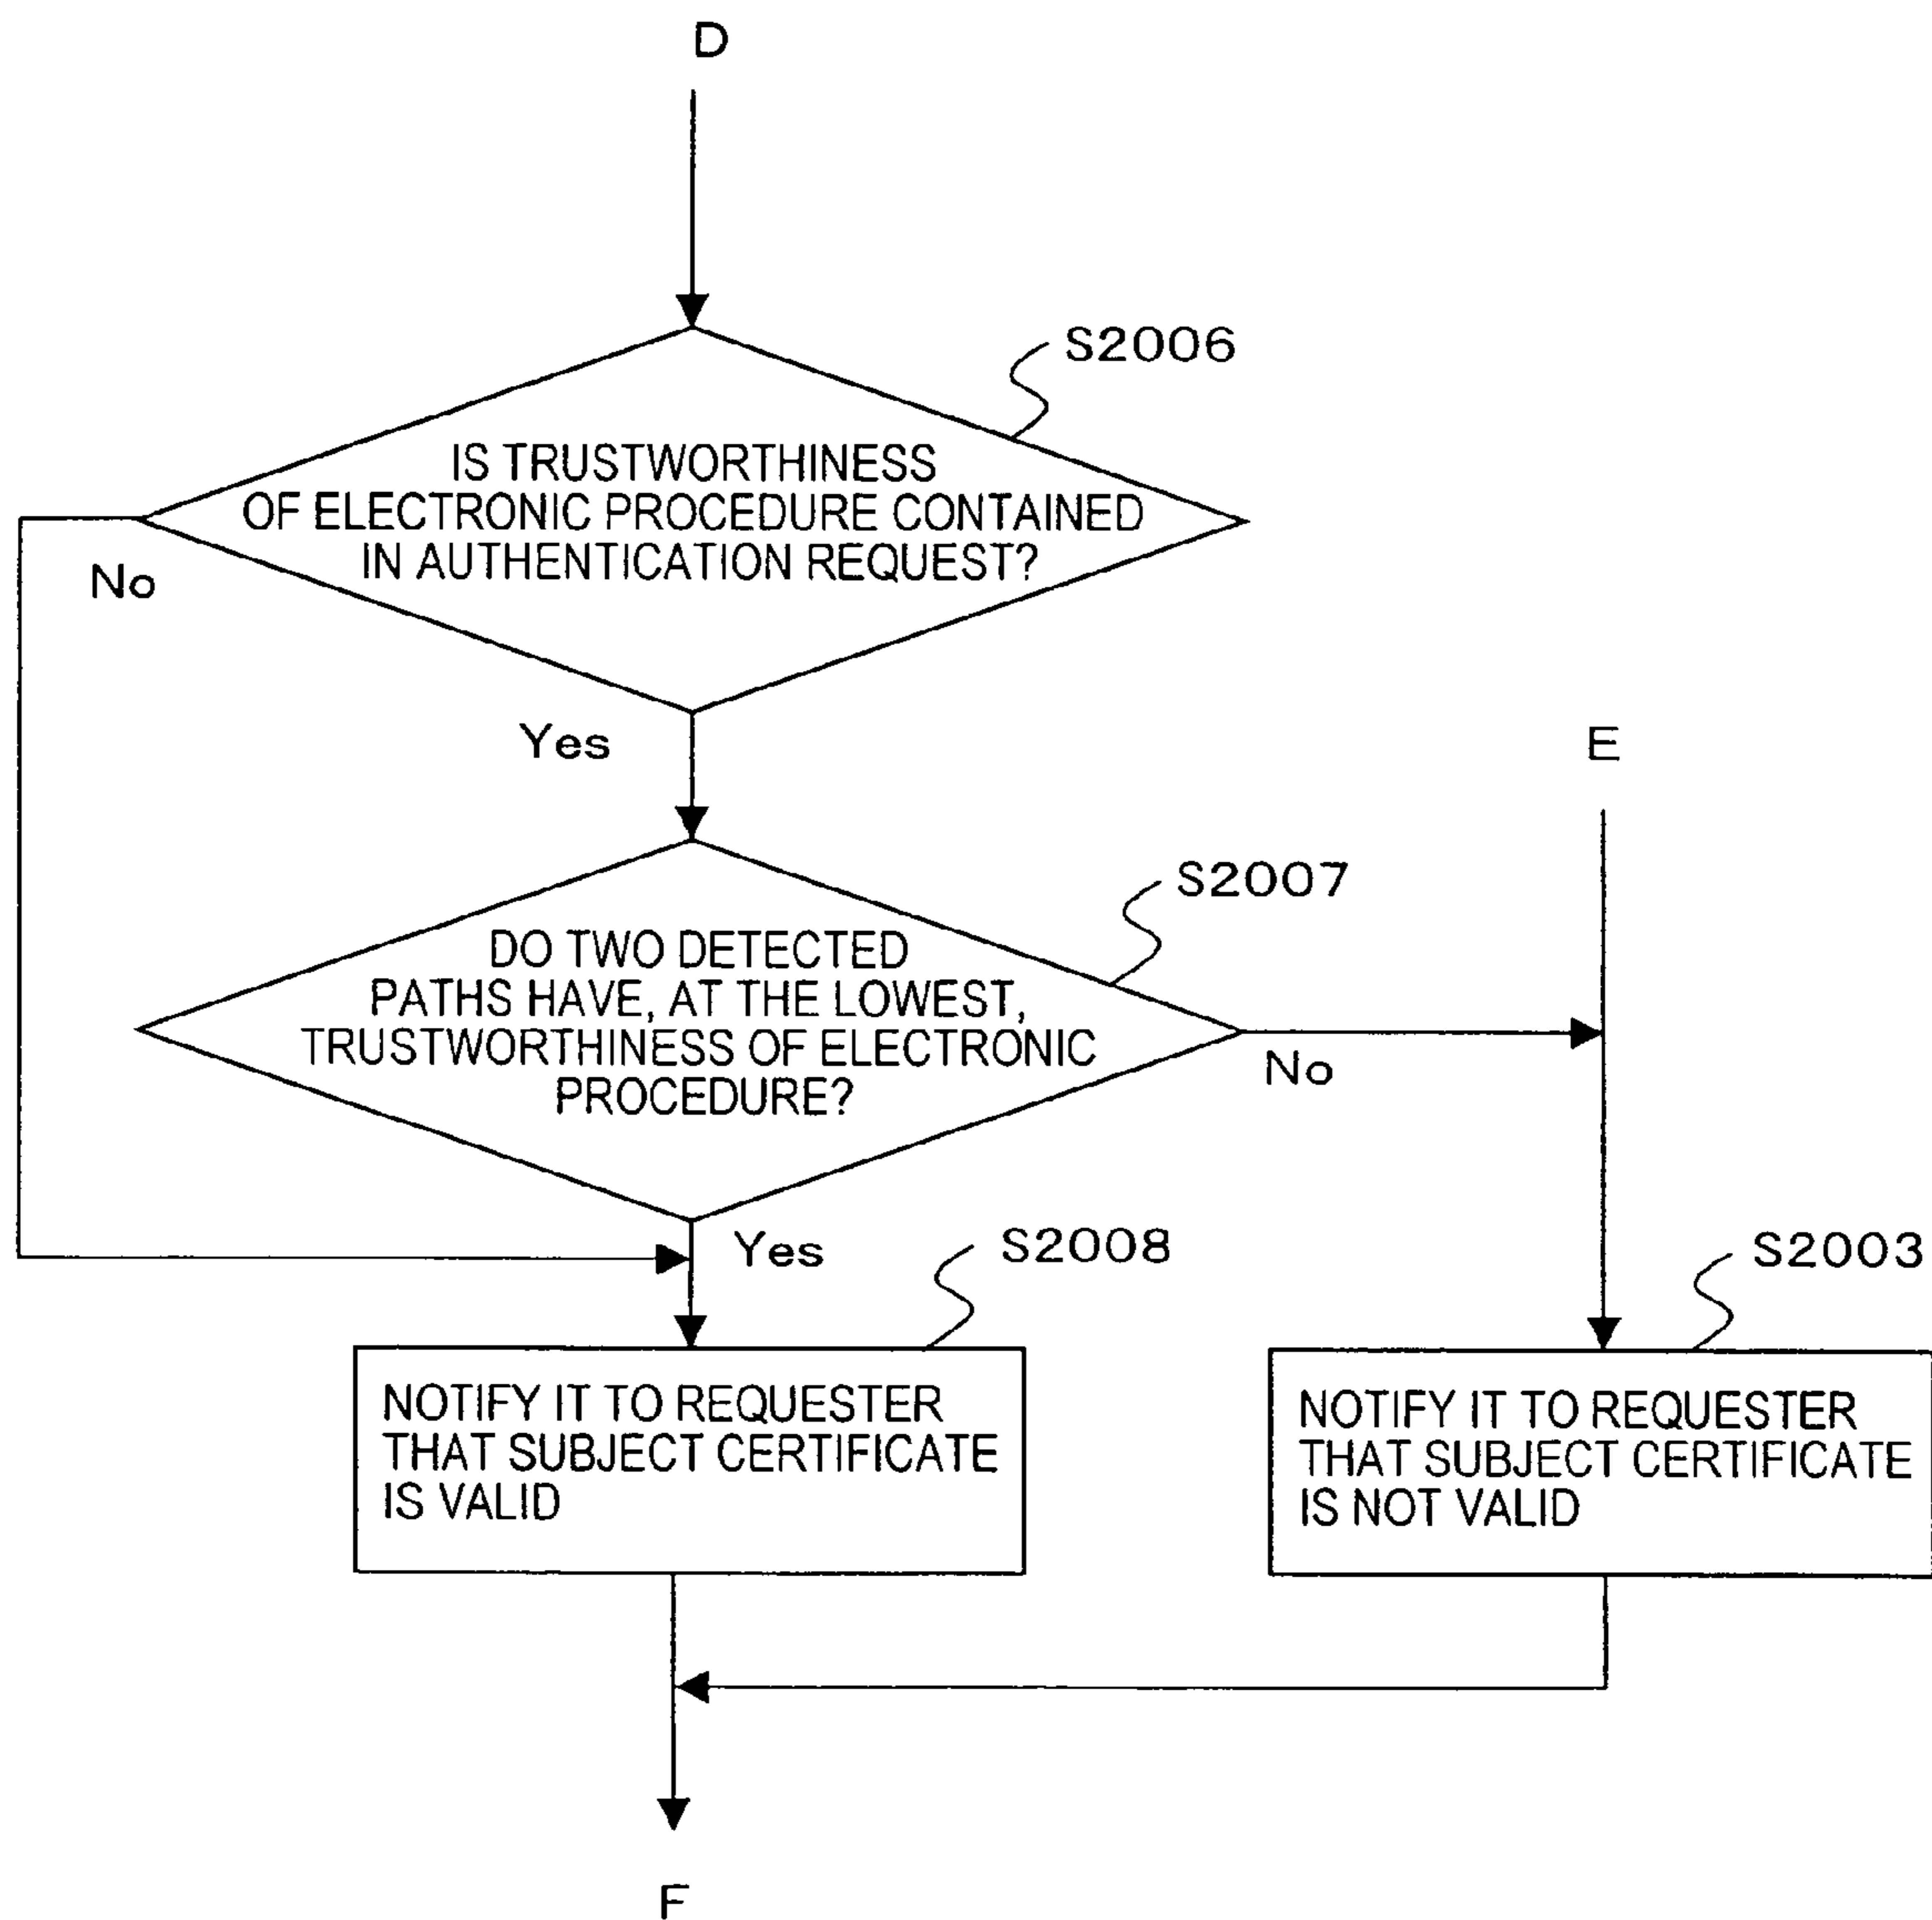 D
S2006
IS TRUSTWORTHINESS
OF ELECTRONIC PROCEDURE CONTAINED
IN AUTHENTICATION REQUEST?
No
Yes
E
S2007
DO TWO DETECTED
PATHS HAVE, AT THE LOWEST,
TRUSTWORTHINESS OF ELECTRONIC
PROCEDURE?
No
Yes
S2008
S2003
NOTIFY IT TO REQUESTER
THAT SUBJECT CERTIFICATE
IS VALID
NOTIFY IT TO REQUESTER
THAT SUBJECT CERTIFICATE
IS NOT VALID
F